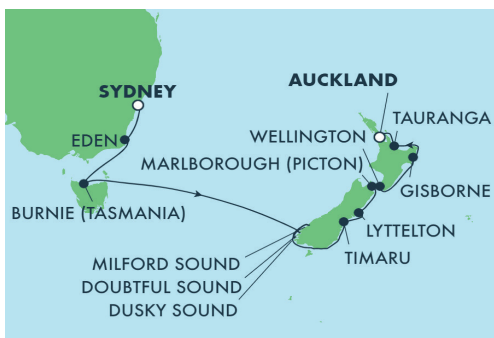 SYDNEY
AUCKLAND
EDEN
TAURANGA
WELLINGTON
MARLBOROUGH (PICTON)
GISBORNE
BURNIE (TASMANIA)
LYTTELTON
TIMARU
MILFORD SOUND
DOUBTFUL SOUND
DUSKY SOUND